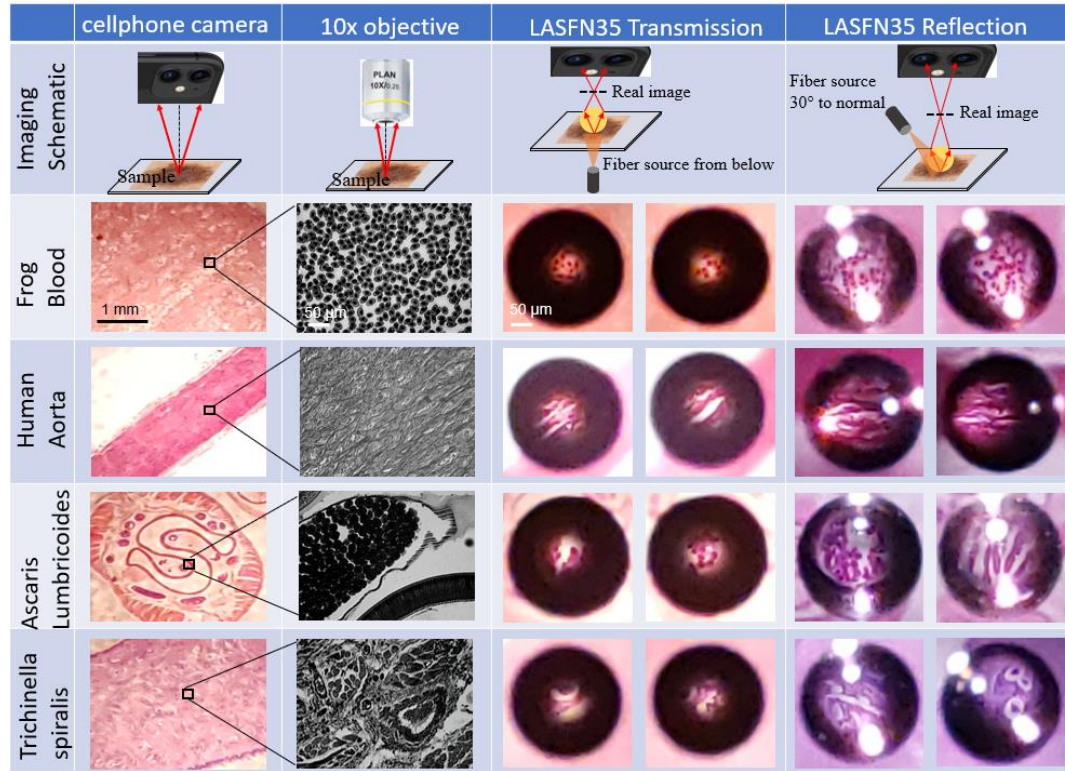 cellphone camera
10x objective
LASFN35 Transmission
LASFN35 Reflection
Imaging
Schematic
Sample
PLAN
10X/0.25
Sample
Real image
Fiber source from below
Fiber source
30° to normal
Real image
Frog
Blood
1 mm
50 μm
50 μm
Human
Aorta
Ascaris
Lumbricoides
Trichinella
spiralis